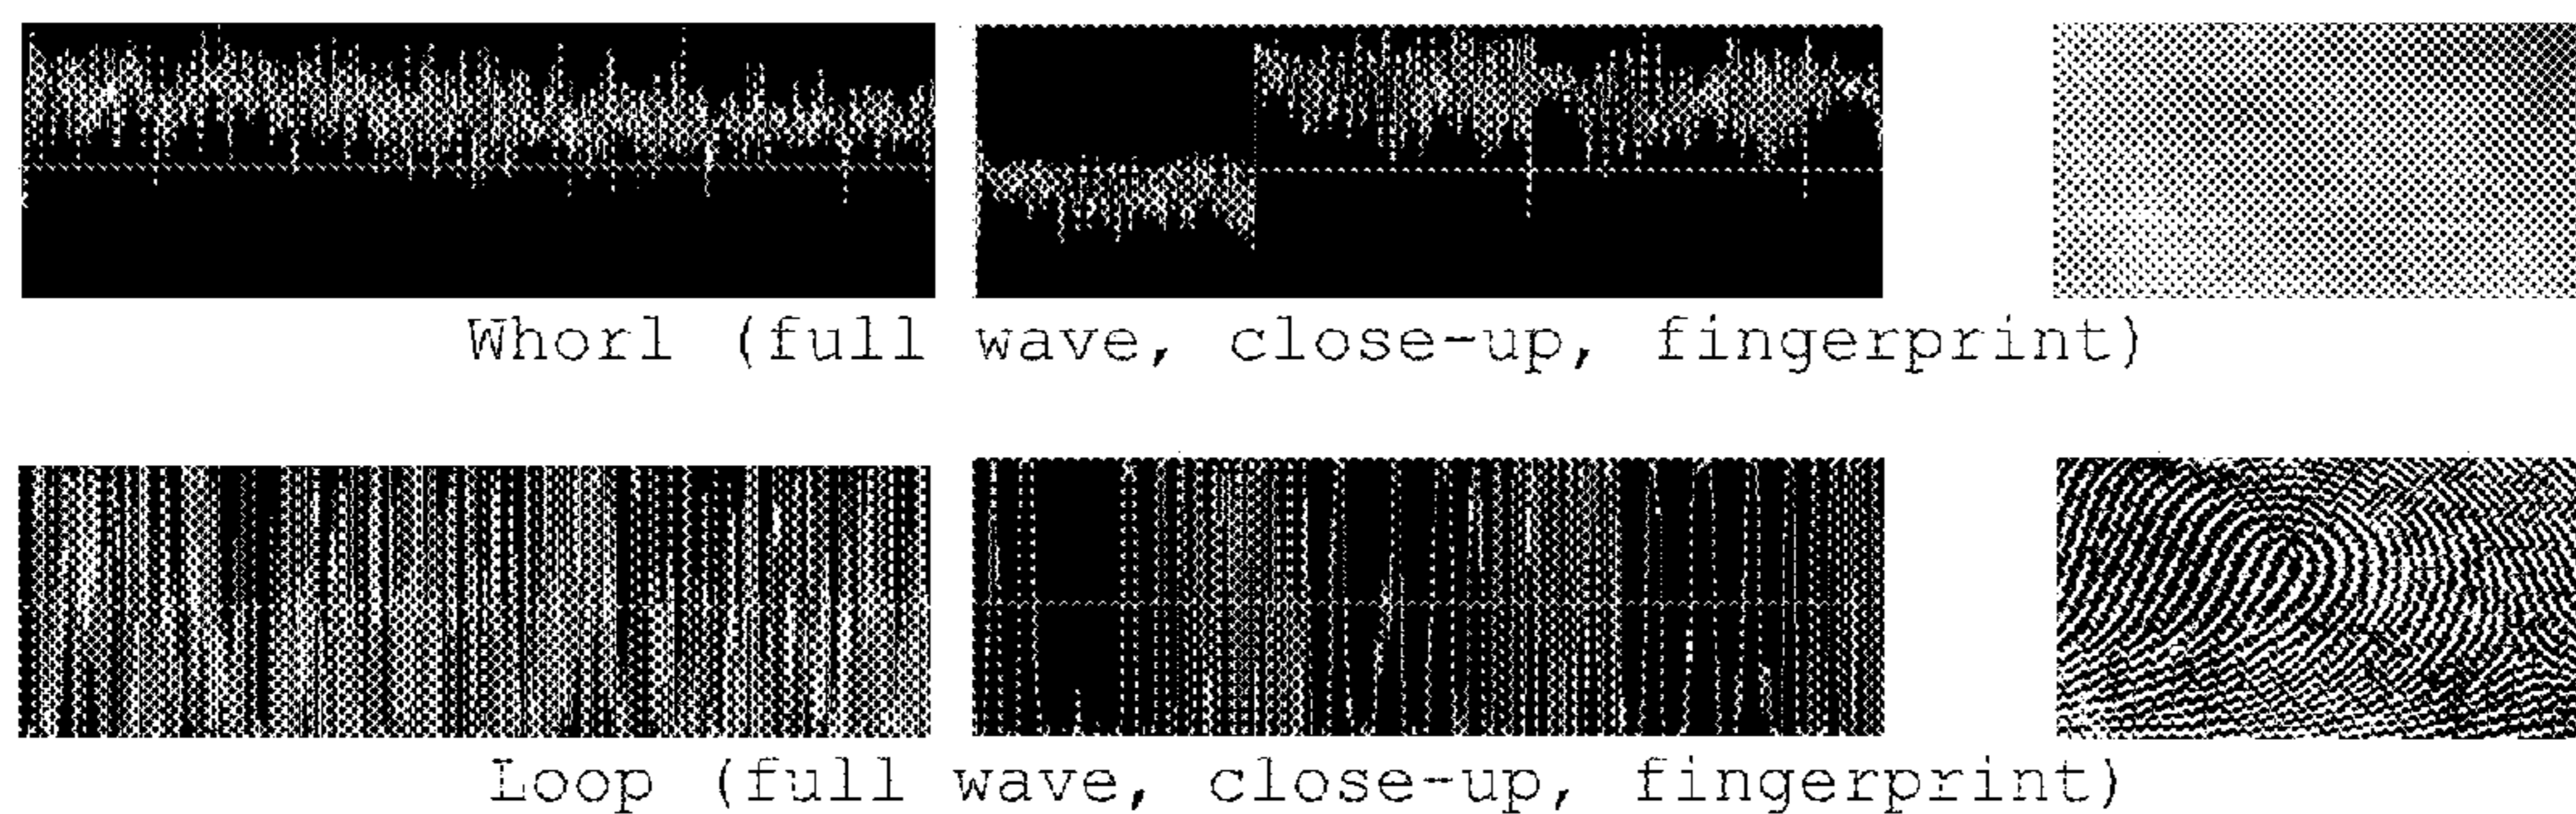 Whorl (full wave, close-up, fingerprint)
Loop (full wave, close-up, fingerprint)